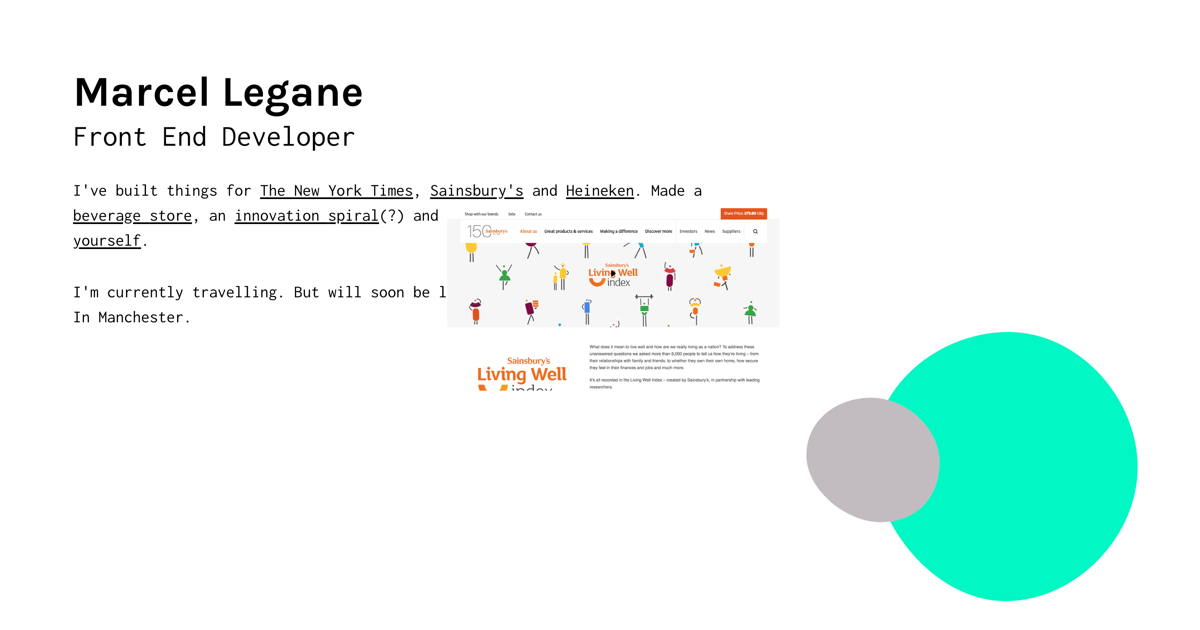 Marcel Legane
Front End Developer
I've built things for The New York Times, Sainsbury's and Heineken. Made a
beverage store, an innovation spiral(?) and
yourself.
I'm currently travelling. But will soon be l
In Manchester.
Shop with our brands Jobs Contact us
Share Price: 275.80 GBp
150 Sainsbury's About us Great products & services Making a difference Discover more Investors News Suppliers
Sainsbury's
Living Well
index
What does it mean to live well and how are we really living as a nation? To address these
unanswered questions we asked more than 8,000 people to tell us how they're living – from
their relationships with family and friends, to whether they own their own home, how secure
they feel in their finances and jobs and much more.
It's all recorded in the Living Well Index – created by Sainsbury's, in partnership with leading
researchers.
Sainsbury's
Living Well
index